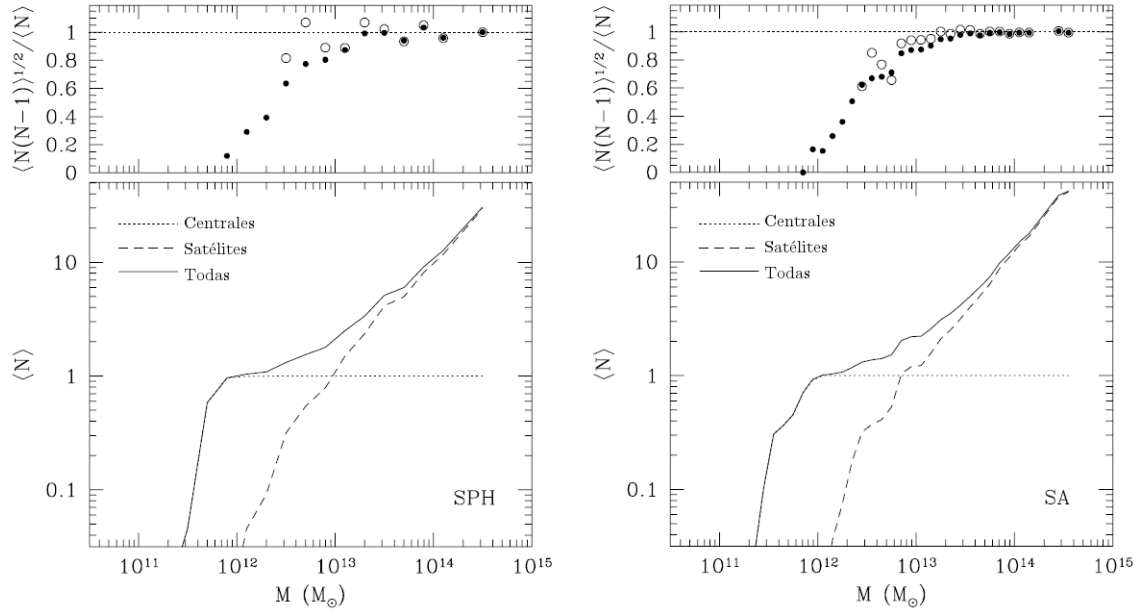 ⟨N(N−1)⟩^{1/2}/⟨N⟩
1
0.8
0.6
0.4
0.2
0
⟨N(N−1)⟩^{1/2}/⟨N⟩
1
0.8
0.6
0.4
0.2
0
⟨N⟩
10
1
0.1
Centrales
Satélites
Todas
SPH
10^{11} 10^{12} 10^{13} 10^{14} 10^{15}
M (M_⊙)
⟨N⟩
10
1
0.1
Centrales
Satélites
Todas
SA
10^{11} 10^{12} 10^{13} 10^{14} 10^{15}
M (M_⊙)